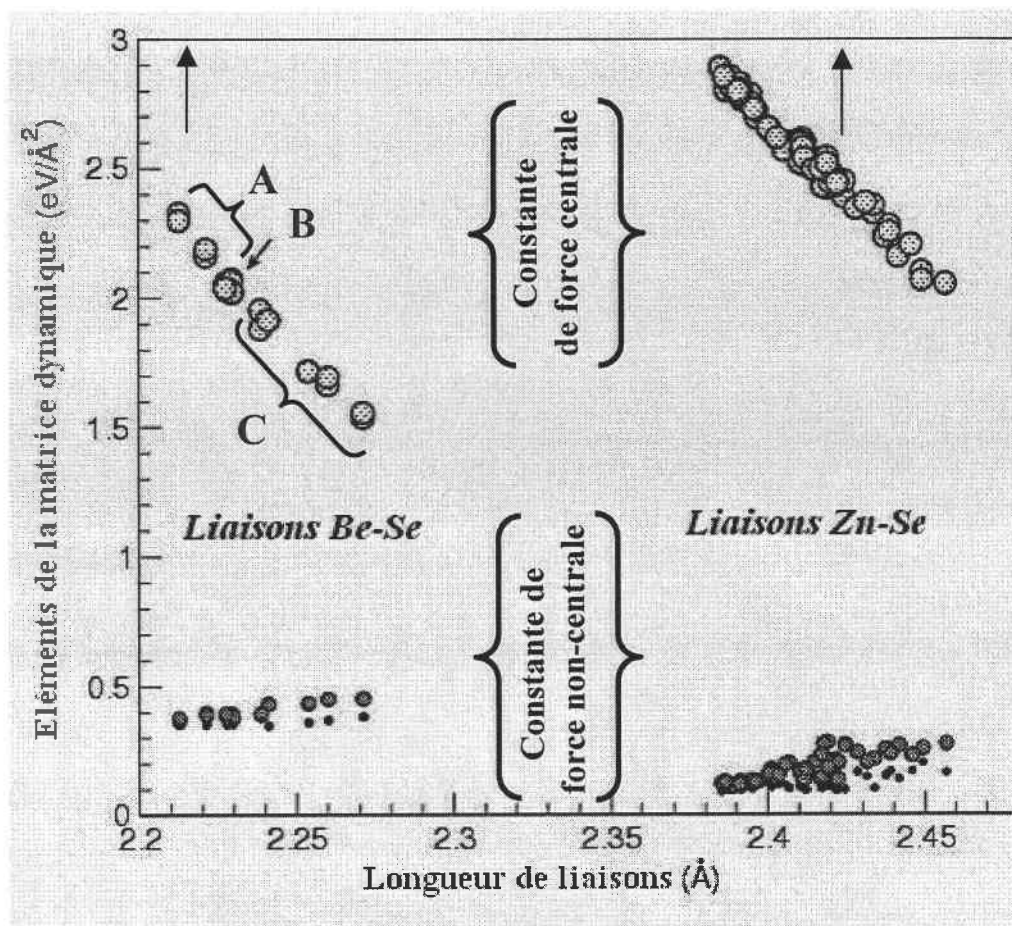 3
2.5
2
1.5
1
0.5
0
2.2
2.25
2.3
2.35
2.4
2.45
Eléments de la matrice dynamique (eV/Å²)
Longueur de liaisons (Å)
A
B
C
Constante
de force centrale
Liaisons Be-Se
Liaisons Zn-Se
Constante de
force non-centrale